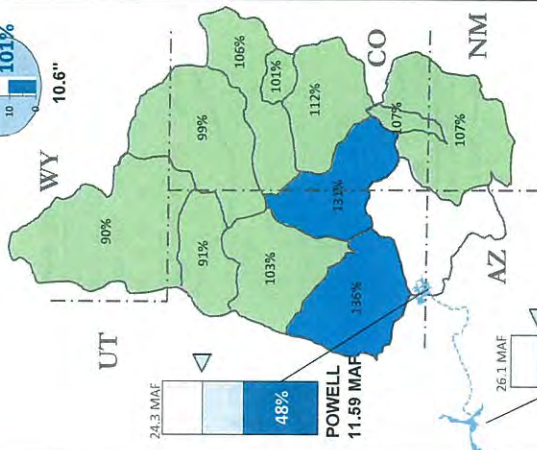 101%
10
0
10.6"
WY
106%
101%
99%
CO
112%
90%
NM
107%
107%
91%
131%
103%
UT
136%
AZ
24.3 MAF
48%
POWELL
11.59 MAF
26.1 MAF